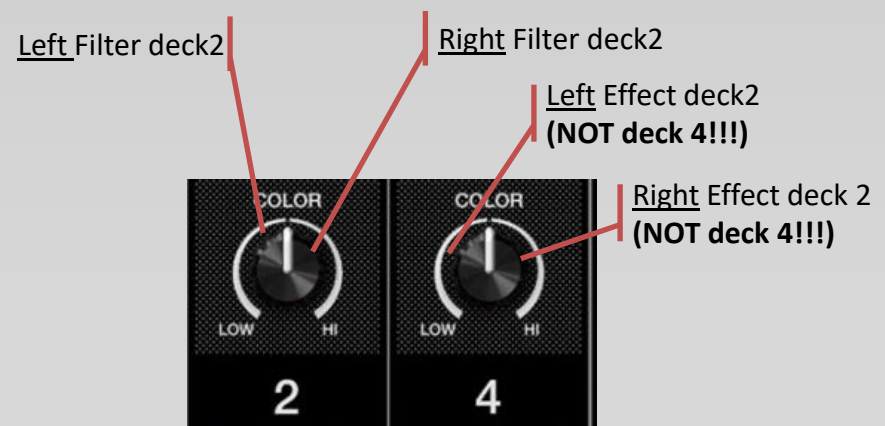 Left Filter deck2
Right Filter deck2
Left Effect deck2
(NOT deck 4!!!)
Right Effect deck 2
(NOT deck 4!!!)
COLOR
COLOR
LOW
HI
LOW
HI
2
4